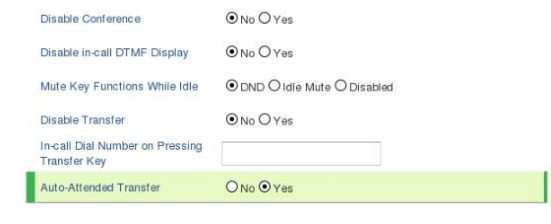 Disable Conference No Yes
Disable in-call DTMF Display No Yes
Mute Key Functions While Idle DND Idle Mute Disabled
Disable Transfer No Yes
In-call Dial Number on Pressing
Transfer Key
Auto-Attended Transfer No Yes